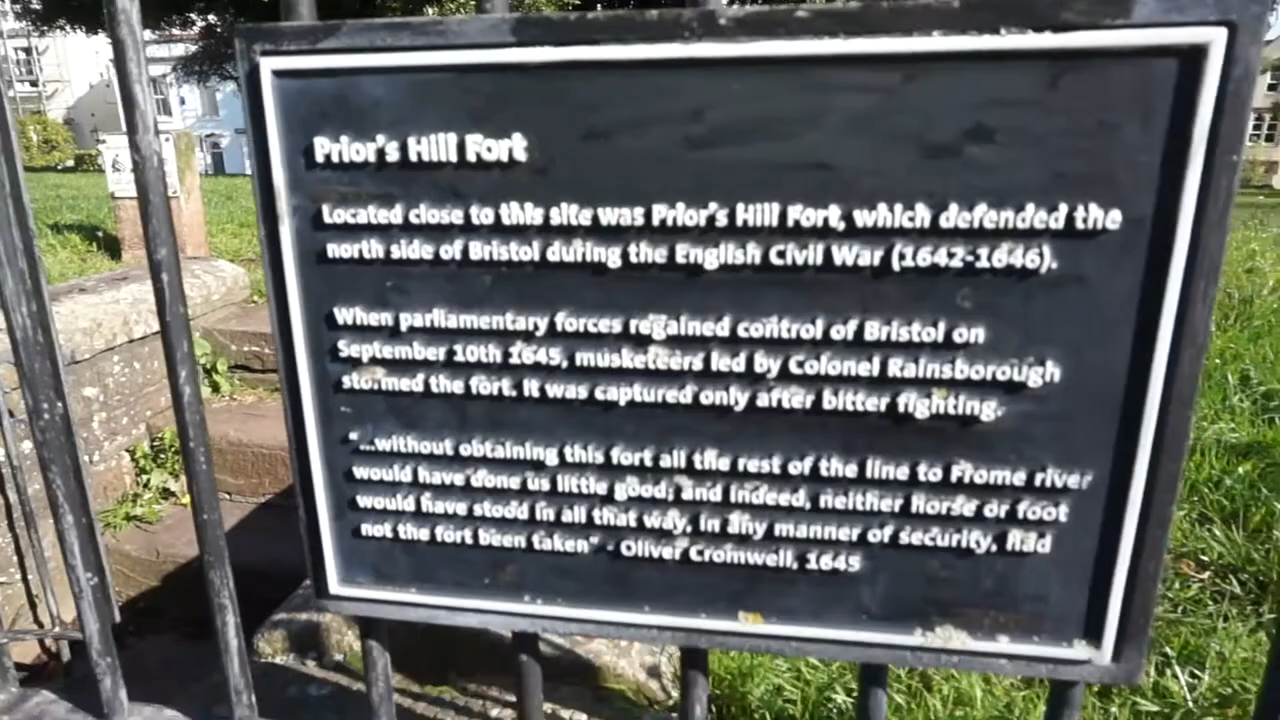 Prior's Hill Fort
Located close to this site was Prior's Hill Fort, which defended the
north side of Bristol during the English Civil War (1642-1646).
When parliamentary forces regained control of Bristol on
September 10th 1645, musketeers led by Colonel Rainsborough
stormed the fort. It was captured only after bitter fighting.
"...without obtaining this fort all the rest of the line to Frome river
would have done us little good; and indeed, neither horse or foot
would have stood in all that way, in any manner of security, had
not the fort been taken" - Oliver Cromwell, 1645